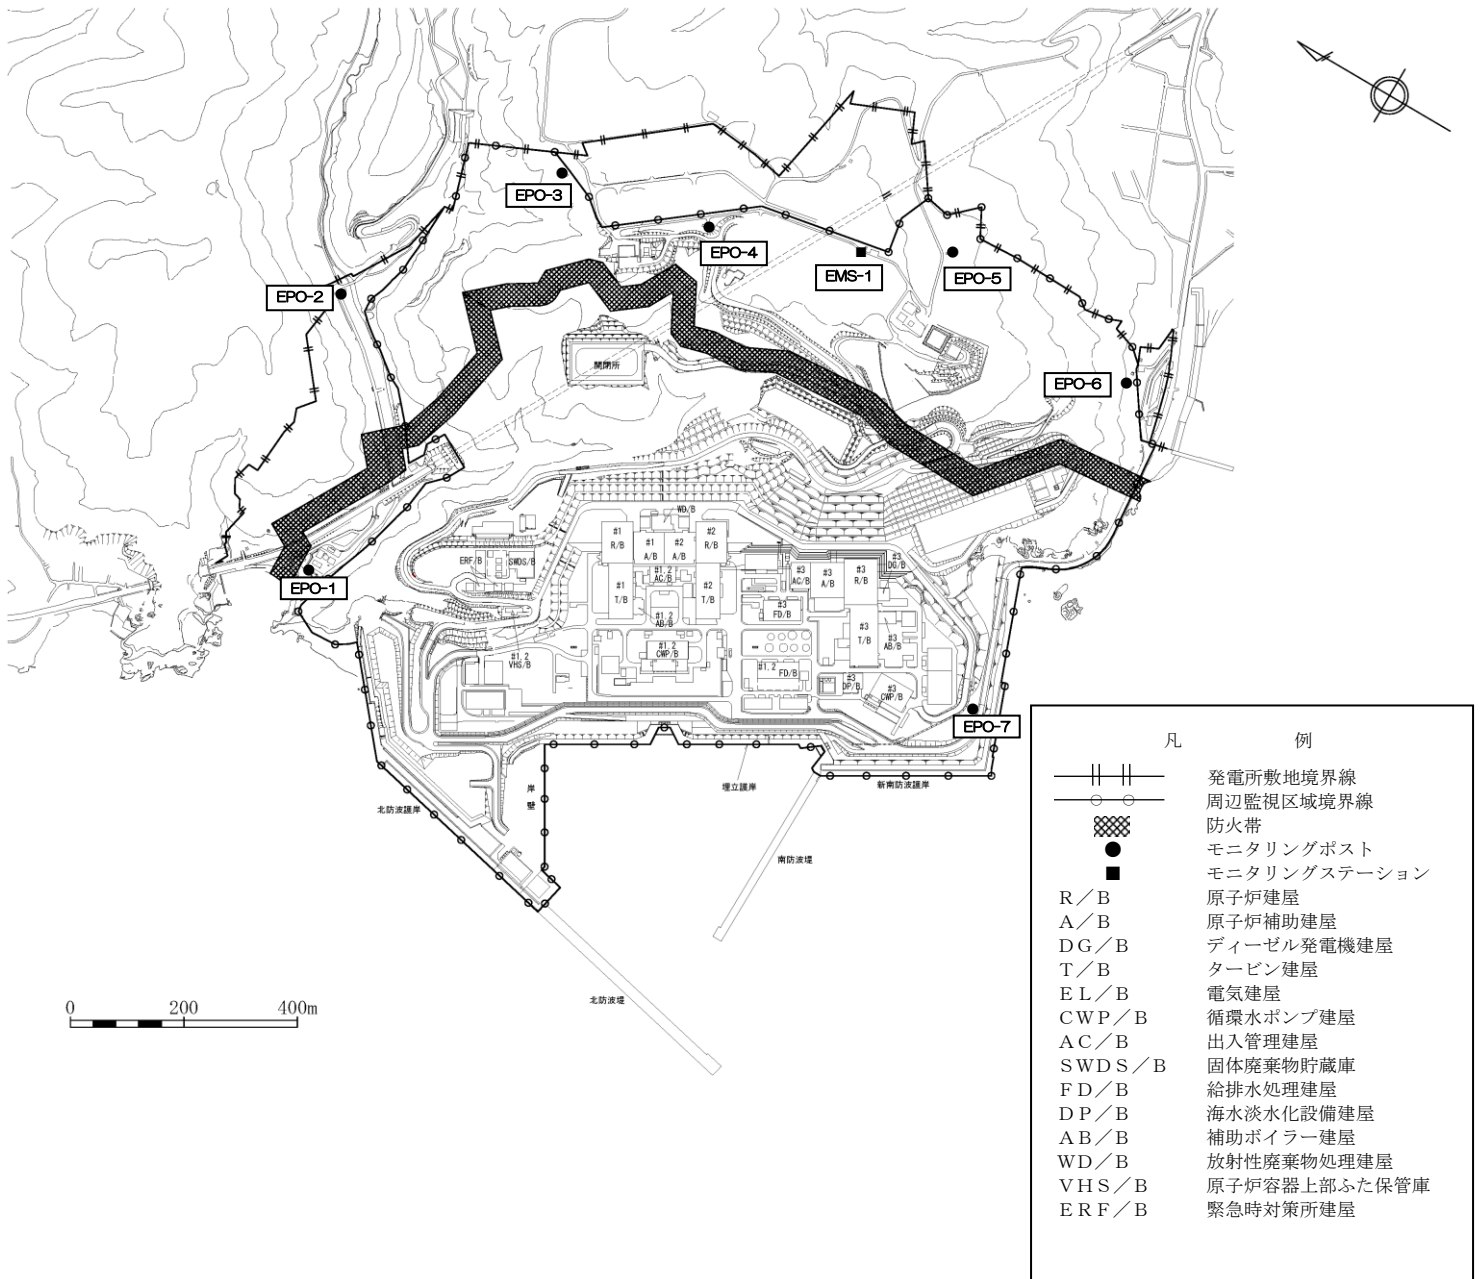 EPO-3
EPO-4
EMS-1
EPO-5
EPO-2
開閉所
EPO-6
EPO-1
WD/B
#1
R/B
#1
A/B
#2
A/B
#2
R/B
ERF/B
SWDS/B
#1
T/B
#1,2
AC/B
#2
T/B
#1,2
AB/B
#3
AC/B
#3
A/B
#3
R/B
#3
DG/B
#3
FD/B
#3
T/B
#3
AB/B
#1,2
VHS/B
#1,2
CWP/B
#1,2
FD/B
#3
DP/B
#3
CWP/B
EPO-7
岸
壁
埋立護岸
新南防波護岸
北防波護岸
南防波堤
北防波堤
0 200 400m
凡 例
発電所敷地境界線
周辺監視区域境界線
防火帯
モニタリングポスト
モニタリングステーション
R/B 原子炉建屋
A/B 原子炉補助建屋
DG/B ディーゼル発電機建屋
T/B タービン建屋
EL/B 電気建屋
CWP/B 循環水ポンプ建屋
AC/B 出入管理建屋
SWDS/B 固体廃棄物貯蔵庫
FD/B 給排水処理建屋
DP/B 海水淡水化設備建屋
AB/B 補助ボイラー建屋
WD/B 放射性廃棄物処理建屋
VHS/B 原子炉容器上部ふた保管庫
ERF/B 緊急時対策所建屋